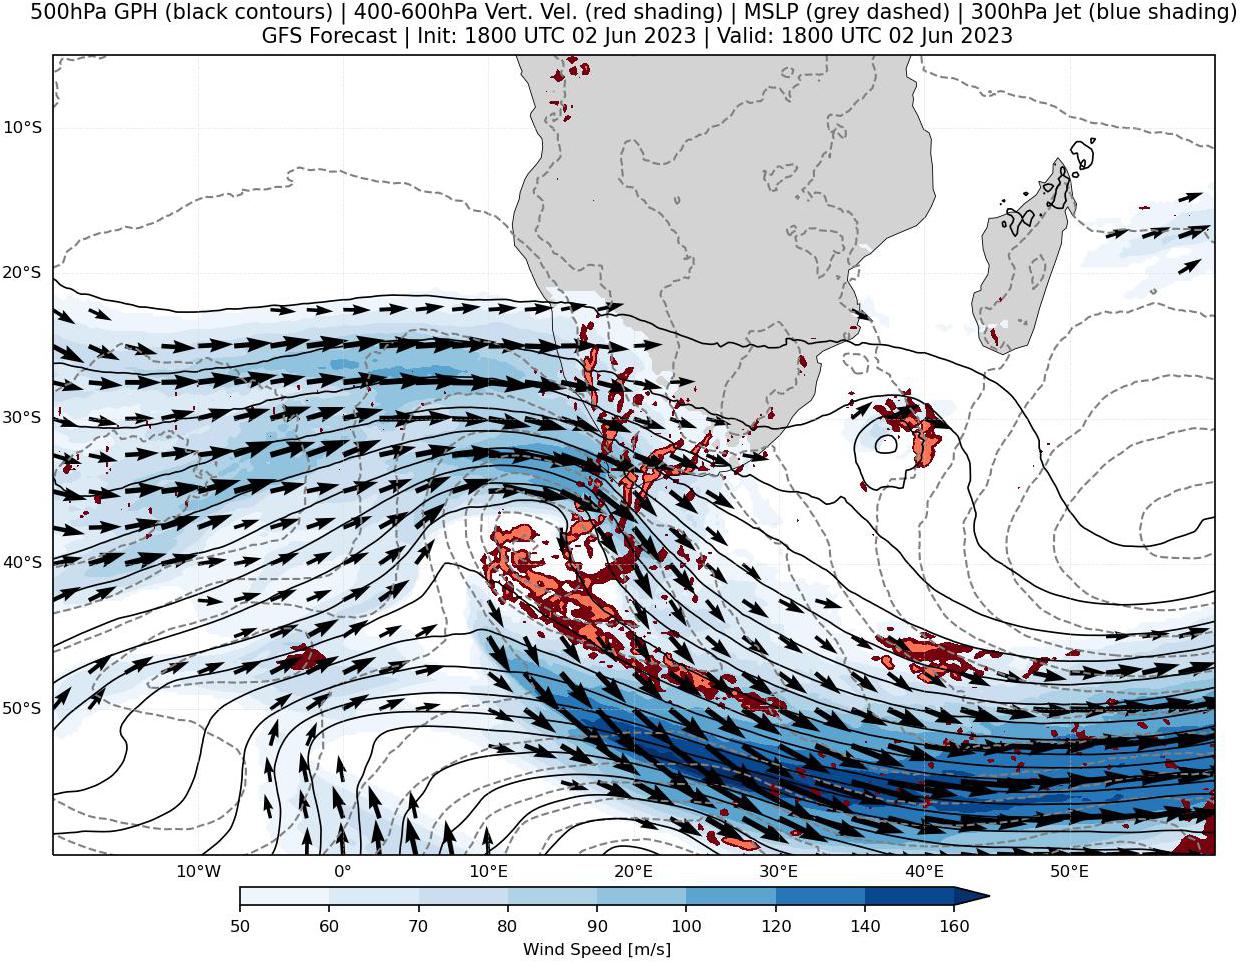 500hPa GPH (black contours) | 400-600hPa Vert. Vel. (red shading) | MSLP (grey dashed) | 300hPa Jet (blue shading)
GFS Forecast | Init: 1800 UTC 02 Jun 2023 | Valid: 1800 UTC 02 Jun 2023
10°S
20°S
30°S
40°S
50°S
10°W 0° 10°E 20°E 30°E 40°E 50°E
50 60 70 80 90 100 120 140 160
Wind Speed [m/s]